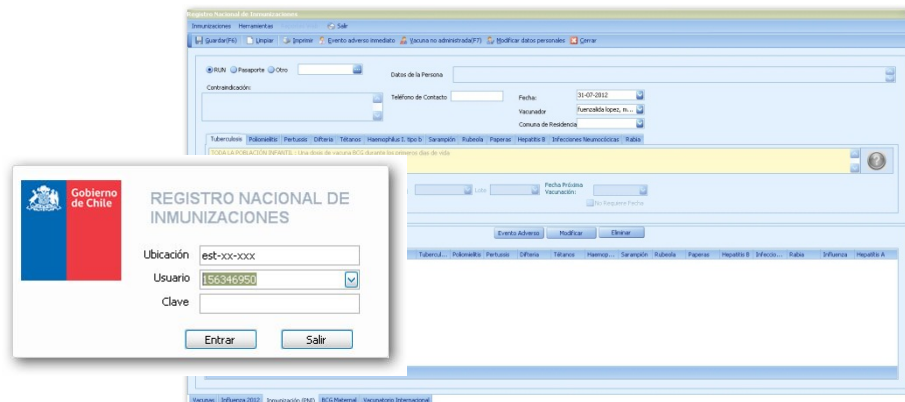 Registro Nacional de Inmunizaciones
Inmunizaciones Herramientas Salir
Guardar(F6) Limpiar Imprimir Evento adverso inmediato Vacuna no administrada(F7) Modificar datos personales Cerrar
RUN Pasaporte Otro
Datos de la Persona
Contraindicación:
Teléfono de Contacto
Fecha: 31-07-2012
Vacunador fuenzalida lopez, m...
Comuna de Residencia
Tuberculosis Poliomielitis Pertussis Difteria Tétanos Haemophilus I. tipo b Sarampión Rubeola Paperas Hepatitis B Infecciones Neumocócicas Rabia
TODA LA POBLACIÓN INFANTIL : Una dosis de vacuna BCG durante los primeros días de vida
Lote
Fecha Próxima Vacunación:
No Requiere Fecha
Evento Adverso Modificar Eliminar
Tubercul... Poliomielitis Pertussis Difteria Tétanos Haemop... Sarampión Rubeola Paperas Hepatitis B Infecco... Rabia Influenza Hepatitis A
Gobierno de Chile
REGISTRO NACIONAL DE
INMUNIZACIONES
Ubicación est-xx-xxx
Usuario 156346950
Clave
Entrar Salir
Vacunas Influenza 2012 Inmunización (PNI) BCG Maternal Vacunatorio Internacional